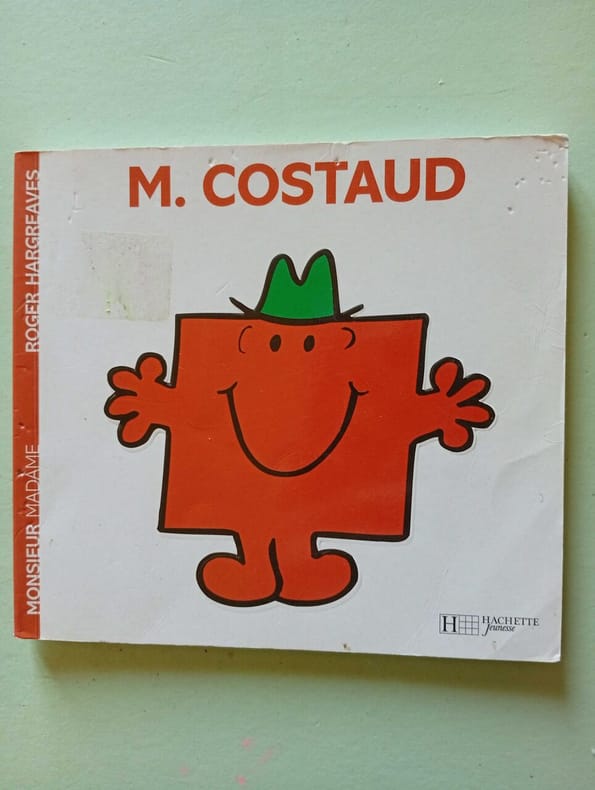 M. COSTAUD
MONSIEUR MADAME
ROGER HARGREAVES
H
HACHETTE
Jeunesse